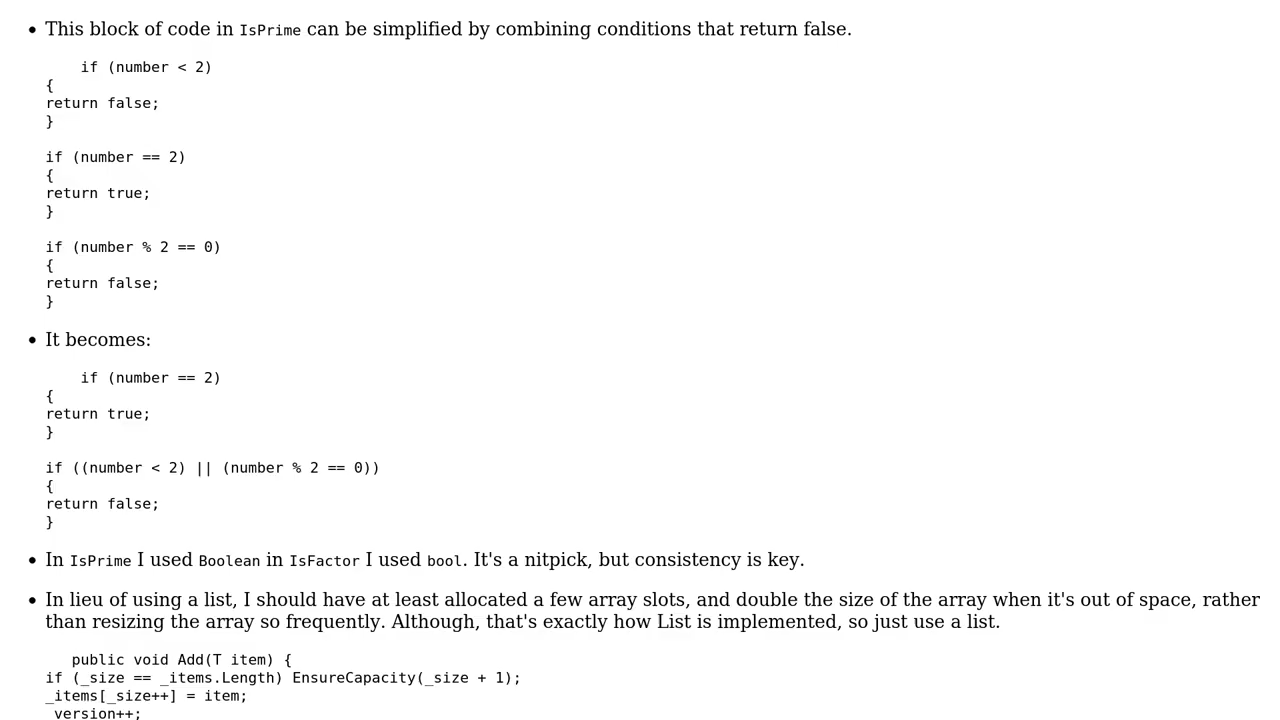 • This block of code in IsPrime can be simplified by combining conditions that return false.
if (number < 2)
{
return false;
}
if (number == 2)
{
return true;
}
if (number % 2 == 0)
{
return false;
}
• It becomes:
if (number == 2)
{
return true;
}
if ((number < 2) || (number % 2 == 0))
{
return false;
}
• In IsPrime I used Boolean in IsFactor I used bool. It's a nitpick, but consistency is key.
• In lieu of using a list, I should have at least allocated a few array slots, and double the size of the array when it's out of space, rather
than resizing the array so frequently. Although, that's exactly how List is implemented, so just use a list.
public void Add(T item) {
if (_size == _items.Length) EnsureCapacity(_size + 1);
_items[_size++] = item;
_version++;